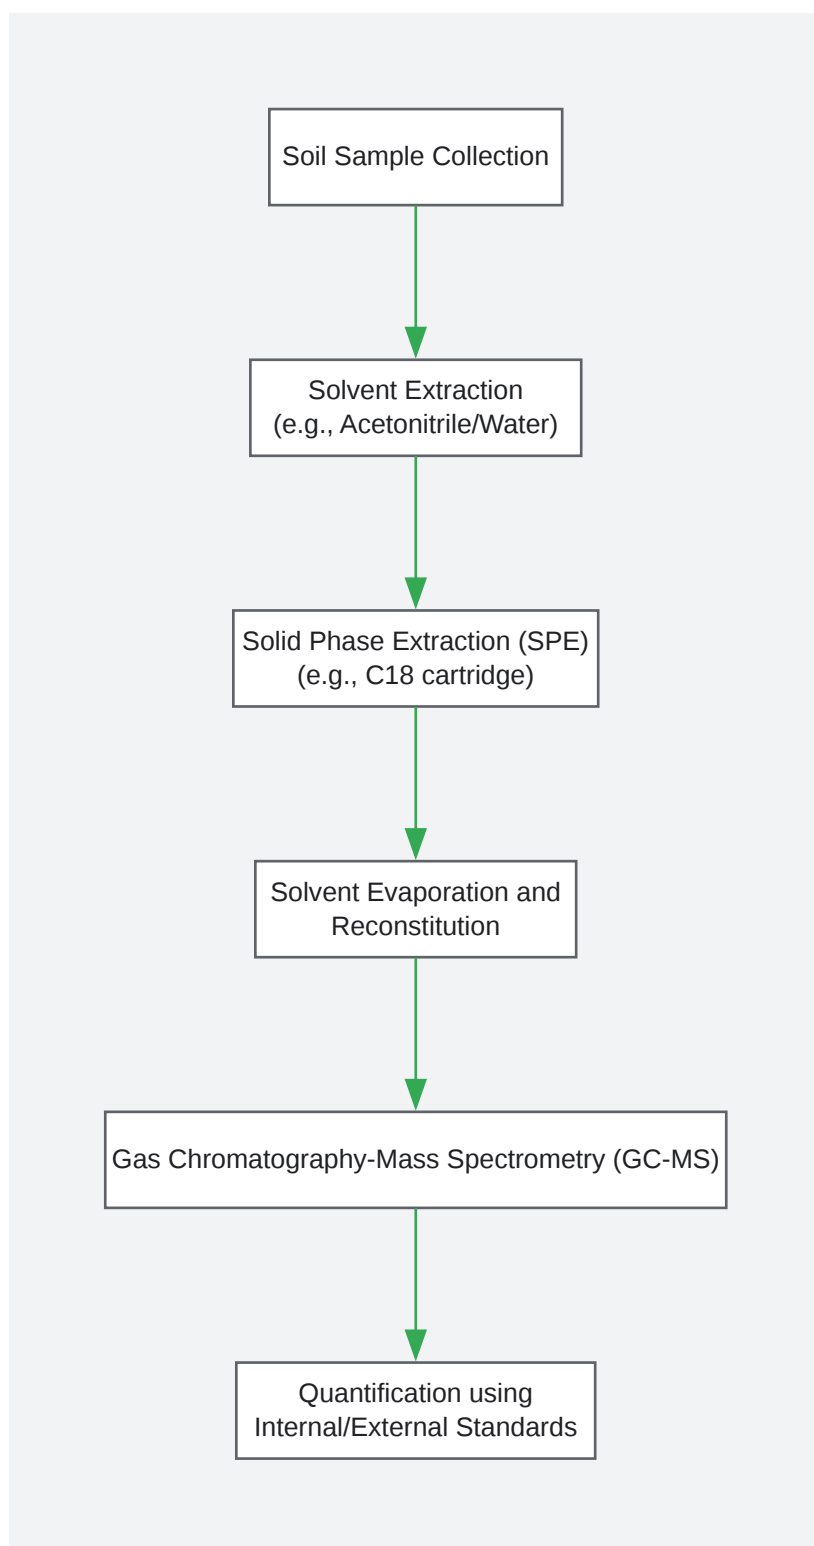 Soil Sample Collection
Solvent Extraction
(e.g., Acetonitrile/Water)
Solid Phase Extraction (SPE)
(e.g., C18 cartridge)
Solvent Evaporation and
Reconstitution
Gas Chromatography-Mass Spectrometry (GC-MS)
Quantification using
Internal/External Standards